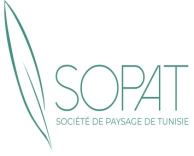 SOPAT
SOCIÉTÉ DE PAYSAGE DE TUNISIE